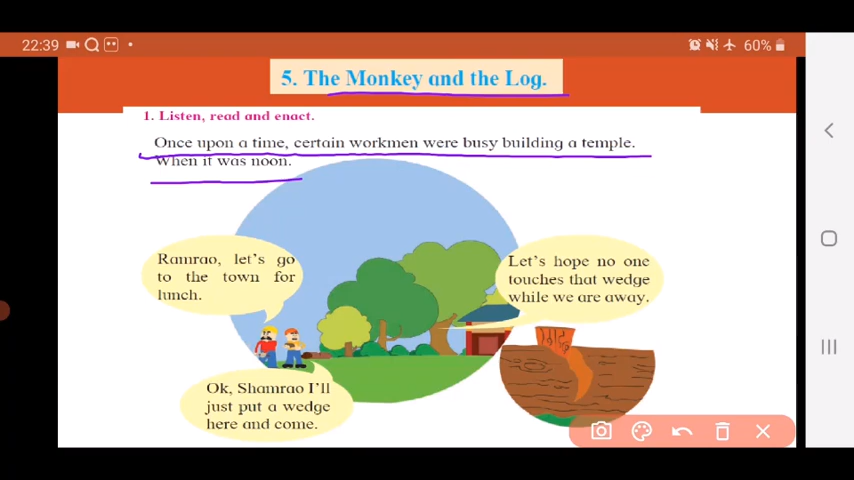 22:39
60%
5. The Monkey and the Log.
1. Listen, read and enact.
Once upon a time, certain workmen were busy building a temple.
When it was noon.
Ramrao, let's go
to the town for
lunch.
Let's hope no one
touches that wedge
while we are away.
Ok, Shamrao I'll
just put a wedge
here and come.